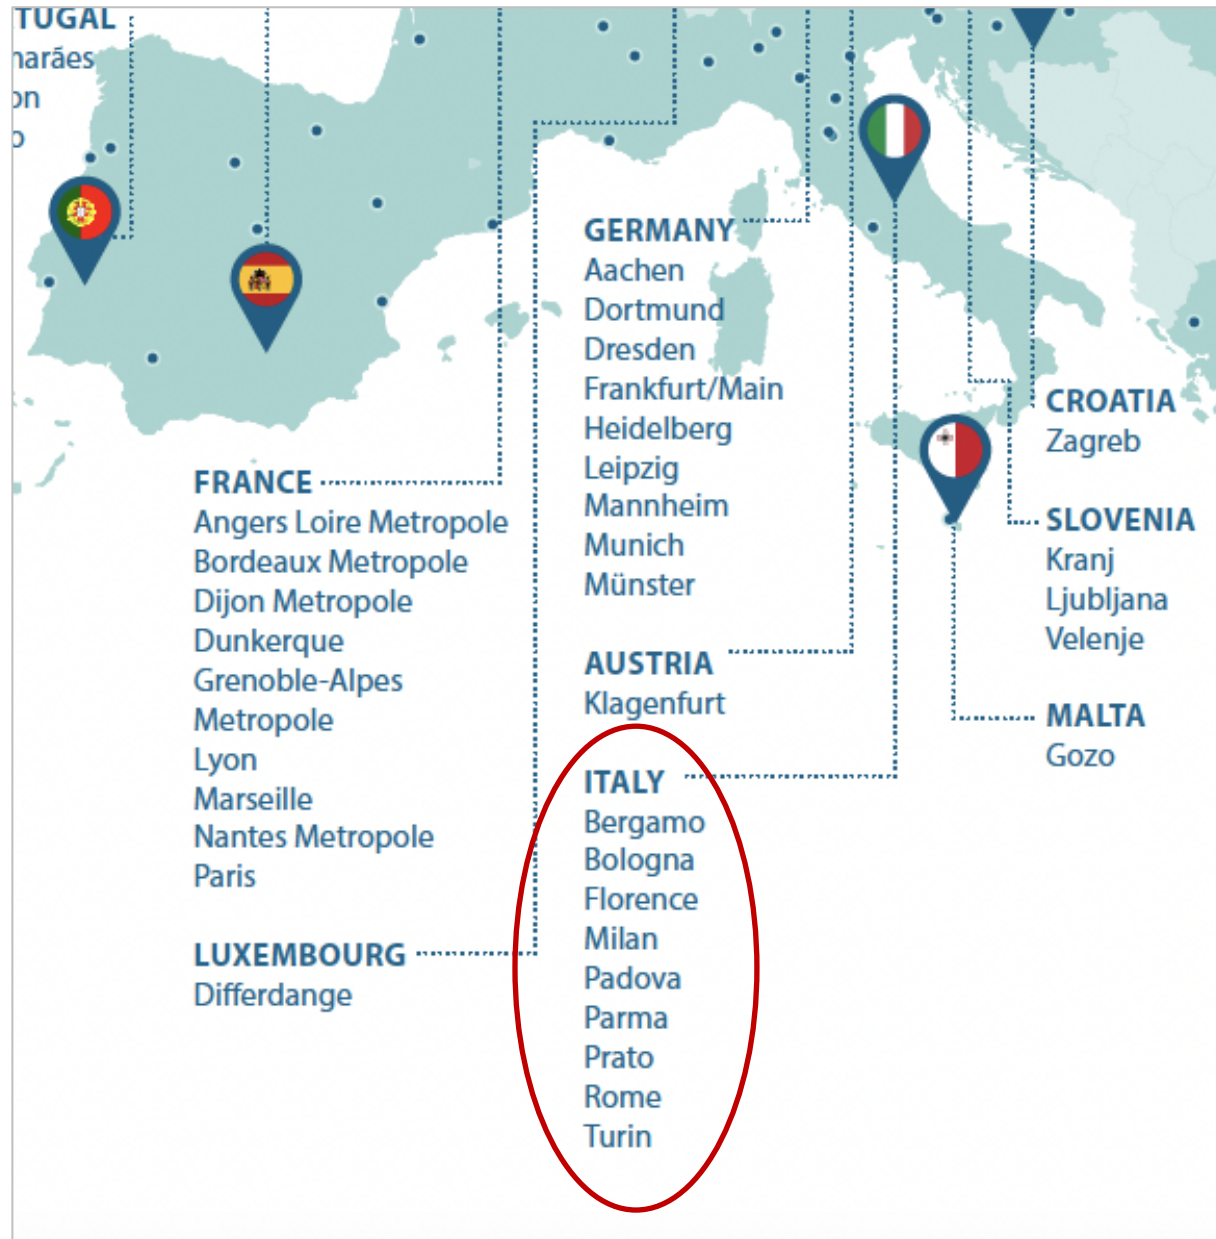 TUGAL
narães
on
o
FRANCE
Angers Loire Metropole
Bordeaux Metropole
Dijon Metropole
Dunkerque
Grenoble-Alpes
Metropole
Lyon
Marseille
Nantes Metropole
Paris
LUXEMBOURG
Differdange
GERMANY
Aachen
Dortmund
Dresden
Frankfurt/Main
Heidelberg
Leipzig
Mannheim
Munich
Münster
AUSTRIA
Klagenfurt
ITALY
Bergamo
Bologna
Florence
Milan
Padova
Parma
Prato
Rome
Turin
CROATIA
Zagreb
SLOVENIA
Kranj
Ljubljana
Velenje
MALTA
Gozo